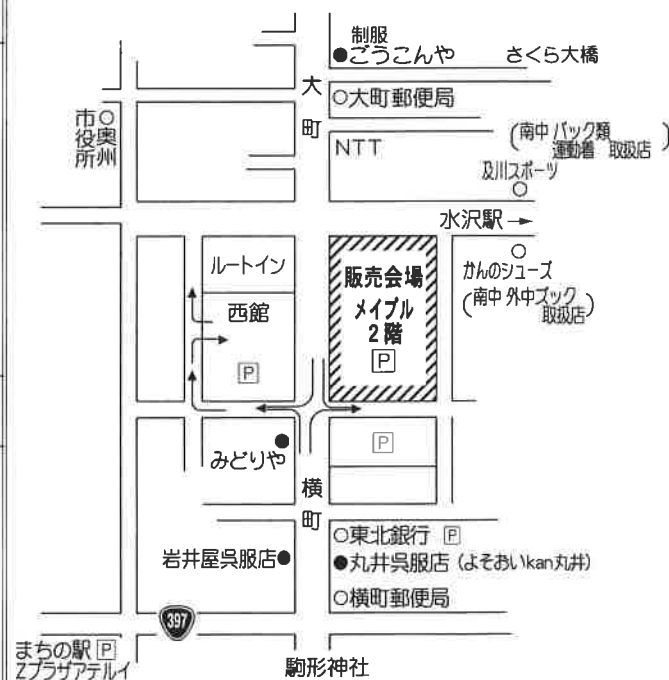 制服
●ごうこんや
さくら大橋
大町
○大町郵便局
○奥州
市役所
NTT
(南中 バック類
運動着 取扱店)
及川スポーツ
○
水沢駅→
○
かんのシューズ
(南中 外中ズック
取扱店)
ルートイン
西館
P
販売会場
メイプル
2階
P
P
●
みどりや
横町
岩井屋呉服店●
○東北銀行 P
●丸井呉服店 (よそおいkan丸井)
○横町郵便局
397
まちの駅 P
Zプラザアテルイ
駒形神社